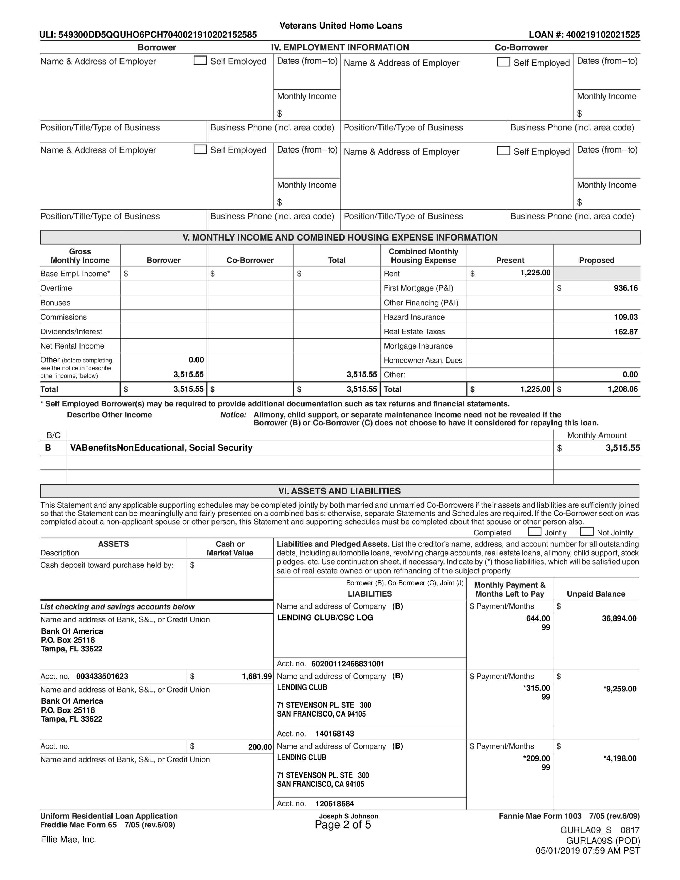 Veterans United Home Loans
ULI: 549300DD5QQUHO6PCH7040021910202152585 LOAN #: 400219102021525
Borrower IV. EMPLOYMENT INFORMATION Co-Borrower
Name & Address of Employer Self Employed Dates (from–to) Name & Address of Employer Self Employed Dates (from–to)
Monthly Income Monthly Income
$ $
Position/Title/Type of Business Business Phone (incl. area code) Position/Title/Type of Business Business Phone (incl. area code)
Name & Address of Employer Self Employed Dates (from–to) Name & Address of Employer Self Employed Dates (from–to)
Monthly Income Monthly Income
$ $
Position/Title/Type of Business Business Phone (incl. area code) Position/Title/Type of Business Business Phone (incl. area code)
V. MONTHLY INCOME AND COMBINED HOUSING EXPENSE INFORMATION
Gross Combined Monthly
Monthly Income Borrower Co-Borrower Total Housing Expense Present Proposed
Base Empl. Income* $ $ $ Rent $ 1,225.00
Overtime First Mortgage (P&I) $ 936.16
Bonuses Other Financing (P&I)
Commissions Hazard Insurance 109.03
Dividends/Interest Real Estate Taxes 162.87
Net Rental Income Mortgage Insurance
Other (before completing, 0.00 Homeowner Assn. Dues
see the notice in "describe
other income," below) 3,515.55 3,515.55 Other: 0.00
Total $ 3,515.55 $ $ 3,515.55 Total $ 1,225.00 $ 1,208.06
* Self Employed Borrower(s) may be required to provide additional documentation such as tax returns and financial statements.
Describe Other Income Notice: Alimony, child support, or separate maintenance income need not be revealed if the
Borrower (B) or Co-Borrower (C) does not choose to have it considered for repaying this loan.
B/C Monthly Amount
B VABenefitsNonEducational, Social Security $ 3,515.55
VI. ASSETS AND LIABILITIES
This Statement and any applicable supporting schedules may be completed jointly by both married and unmarried Co-Borrowers if their assets and liabilities are sufficiently joined
so that the Statement can be meaningfully and fairly presented on a combined basis; otherwise, separate Statements and Schedules are required. If the Co-Borrower section was
completed about a non-applicant spouse or other person, this Statement and supporting schedules must be completed about that spouse or other person also.
Completed Jointly Not Jointly
ASSETS Cash or Liabilities and Pledged Assets. List the creditor's name, address, and account number for all outstanding
Description Market Value debts, including automobile loans, revolving charge accounts, real estate loans, alimony, child support, stock
Cash deposit toward purchase held by: $ pledges, etc. Use continuation sheet, if necessary. Indicate by (*) those liabilities, which will be satisfied upon
sale of real estate owned or upon refinancing of the subject property.
Borrower (B), Co-Borrower (C), Joint (J) Monthly Payment &
LIABILITIES Months Left to Pay Unpaid Balance
List checking and savings accounts below Name and address of Company (B) $ Payment/Months $
Name and address of Bank, S&L, or Credit Union LENDING CLUB/CSC LOG 644.00 36,894.00
Bank Of America 99
P.O. Box 25118
Tampa, FL 33622
Acct. no. 60200112466831001
Acct. no. 003433501623 $ 1,681.99 Name and address of Company (B) $ Payment/Months $
Name and address of Bank, S&L, or Credit Union LENDING CLUB *315.00 *9,259.00
Bank Of America 99
P.O. Box 25118 71 STEVENSON PL. STE 300
Tampa, FL 33622 SAN FRANCISCO, CA 94105
Acct. no. 140168143
Acct. no. $ 200.00 Name and address of Company (B) $ Payment/Months $
Name and address of Bank, S&L, or Credit Union LENDING CLUB *209.00 *4,198.00
99
71 STEVENSON PL. STE 300
SAN FRANCISCO, CA 94105
Acct. no. 120618684
Uniform Residential Loan Application Joseph S Johnson Fannie Mae Form 1003 7/05 (rev.6/09)
Freddie Mac Form 65 7/05 (rev.6/09) Page 2 of 5
GURLA09_S 0817
Ellie Mae, Inc. GURLA09S (POD)
05/01/2019 07:59 AM PST